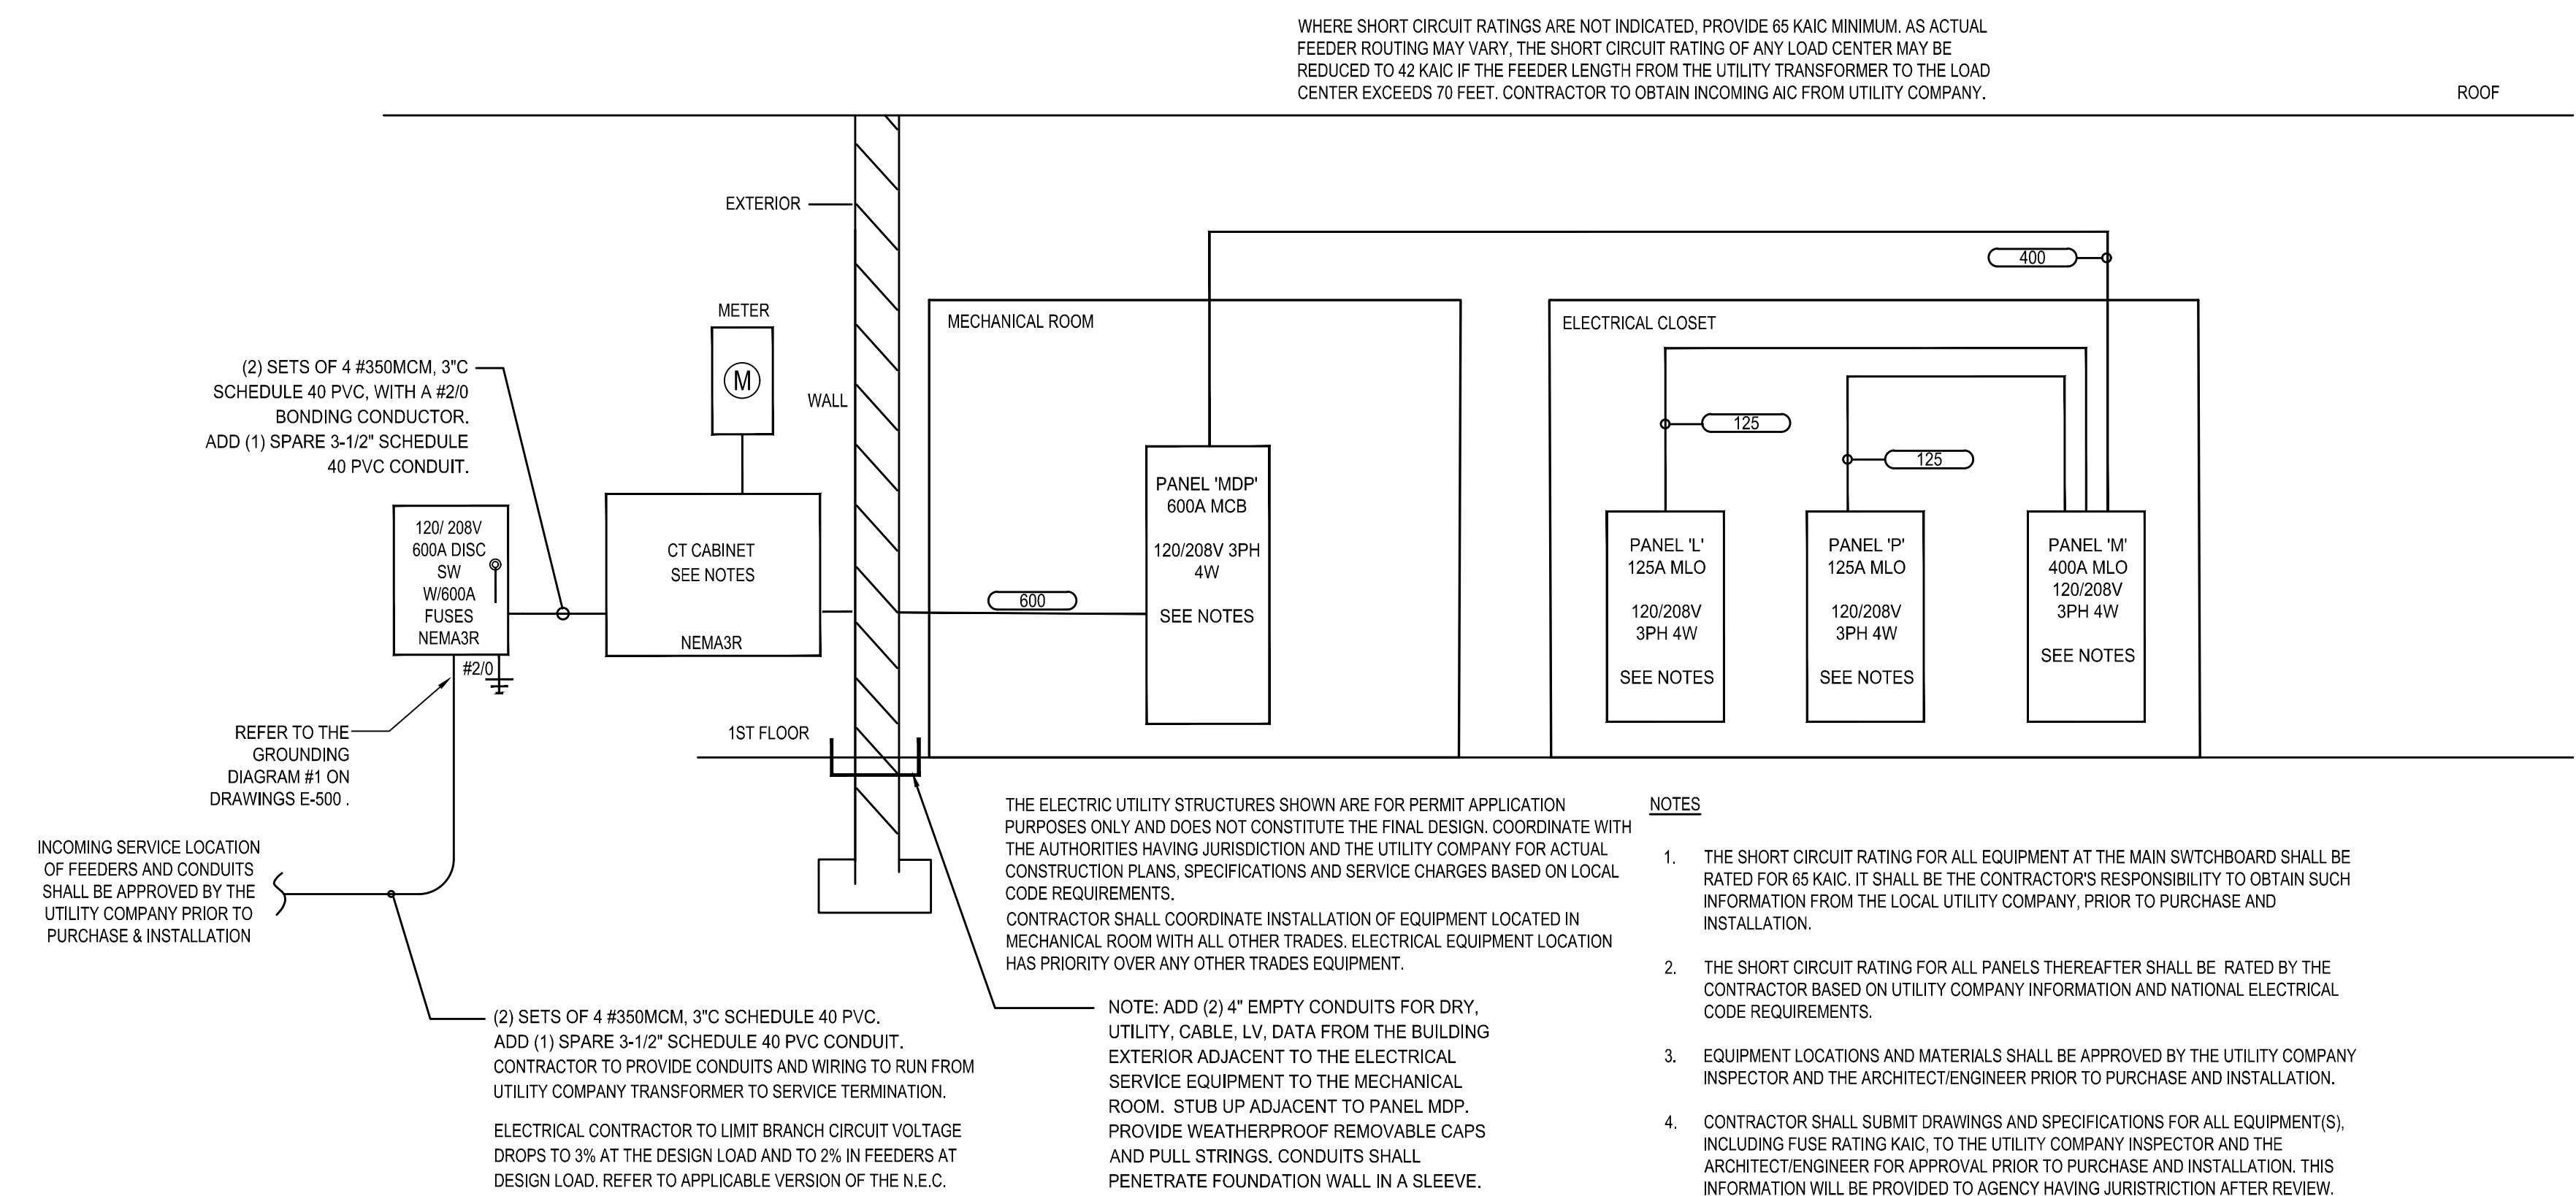 WHERE SHORT CIRCUIT RATINGS ARE NOT INDICATED, PROVIDE 65 KAIC MINIMUM. AS ACTUAL
FEEDER ROUTING MAY VARY, THE SHORT CIRCUIT RATING OF ANY LOAD CENTER MAY BE
REDUCED TO 42 KAIC IF THE FEEDER LENGTH FROM THE UTILITY TRANSFORMER TO THE LOAD
CENTER EXCEEDS 70 FEET. CONTRACTOR TO OBTAIN INCOMING AIC FROM UTILITY COMPANY.
ROOF
EXTERIOR
400
METER
M
MECHANICAL ROOM
ELECTRICAL CLOSET
(2) SETS OF 4 #350MCM, 3"C
SCHEDULE 40 PVC, WITH A #2/0
BONDING CONDUCTOR.
ADD (1) SPARE 3-1/2" SCHEDULE
40 PVC CONDUIT.
WALL
125
125
120/ 208V
600A DISC
SW
W/600A
FUSES
NEMA3R
#2/0
CT CABINET
SEE NOTES
NEMA3R
600
PANEL 'MDP'
600A MCB
120/208V 3PH
4W
SEE NOTES
PANEL 'L'
125A MLO
120/208V
3PH 4W
SEE NOTES
PANEL 'P'
125A MLO
120/208V
3PH 4W
SEE NOTES
PANEL 'M'
400A MLO
120/208V
3PH 4W
SEE NOTES
REFER TO THE
GROUNDING
DIAGRAM #1 ON
DRAWINGS E-500 .
1ST FLOOR
INCOMING SERVICE LOCATION
OF FEEDERS AND CONDUITS
SHALL BE APPROVED BY THE
UTILITY COMPANY PRIOR TO
PURCHASE & INSTALLATION
(2) SETS OF 4 #350MCM, 3"C SCHEDULE 40 PVC.
ADD (1) SPARE 3-1/2" SCHEDULE 40 PVC CONDUIT.
CONTRACTOR TO PROVIDE CONDUITS AND WIRING TO RUN FROM
UTILITY COMPANY TRANSFORMER TO SERVICE TERMINATION.
ELECTRICAL CONTRACTOR TO LIMIT BRANCH CIRCUIT VOLTAGE
DROPS TO 3% AT THE DESIGN LOAD AND TO 2% IN FEEDERS AT
DESIGN LOAD. REFER TO APPLICABLE VERSION OF THE N.E.C.
THE ELECTRIC UTILITY STRUCTURES SHOWN ARE FOR PERMIT APPLICATION
PURPOSES ONLY AND DOES NOT CONSTITUTE THE FINAL DESIGN. COORDINATE WITH
THE AUTHORITIES HAVING JURISDICTION AND THE UTILITY COMPANY FOR ACTUAL
CONSTRUCTION PLANS, SPECIFICATIONS AND SERVICE CHARGES BASED ON LOCAL
CODE REQUIREMENTS.
CONTRACTOR SHALL COORDINATE INSTALLATION OF EQUIPMENT LOCATED IN
MECHANICAL ROOM WITH ALL OTHER TRADES. ELECTRICAL EQUIPMENT LOCATION
HAS PRIORITY OVER ANY OTHER TRADES EQUIPMENT.
NOTE: ADD (2) 4" EMPTY CONDUITS FOR DRY,
UTILITY, CABLE, LV, DATA FROM THE BUILDING
EXTERIOR ADJACENT TO THE ELECTRICAL
SERVICE EQUIPMENT TO THE MECHANICAL
ROOM. STUB UP ADJACENT TO PANEL MDP.
PROVIDE WEATHERPROOF REMOVABLE CAPS
AND PULL STRINGS. CONDUITS SHALL
PENETRATE FOUNDATION WALL IN A SLEEVE.
NOTES
1. THE SHORT CIRCUIT RATING FOR ALL EQUIPMENT AT THE MAIN SWTCHBOARD SHALL BE
RATED FOR 65 KAIC. IT SHALL BE THE CONTRACTOR'S RESPONSIBILITY TO OBTAIN SUCH
INFORMATION FROM THE LOCAL UTILITY COMPANY, PRIOR TO PURCHASE AND
INSTALLATION.
2. THE SHORT CIRCUIT RATING FOR ALL PANELS THEREAFTER SHALL BE RATED BY THE
CONTRACTOR BASED ON UTILITY COMPANY INFORMATION AND NATIONAL ELECTRICAL
CODE REQUIREMENTS.
3. EQUIPMENT LOCATIONS AND MATERIALS SHALL BE APPROVED BY THE UTILITY COMPANY
INSPECTOR AND THE ARCHITECT/ENGINEER PRIOR TO PURCHASE AND INSTALLATION.
4. CONTRACTOR SHALL SUBMIT DRAWINGS AND SPECIFICATIONS FOR ALL EQUIPMENT(S),
INCLUDING FUSE RATING KAIC, TO THE UTILITY COMPANY INSPECTOR AND THE
ARCHITECT/ENGINEER FOR APPROVAL PRIOR TO PURCHASE AND INSTALLATION. THIS
INFORMATION WILL BE PROVIDED TO AGENCY HAVING JURISTRICTION AFTER REVIEW.